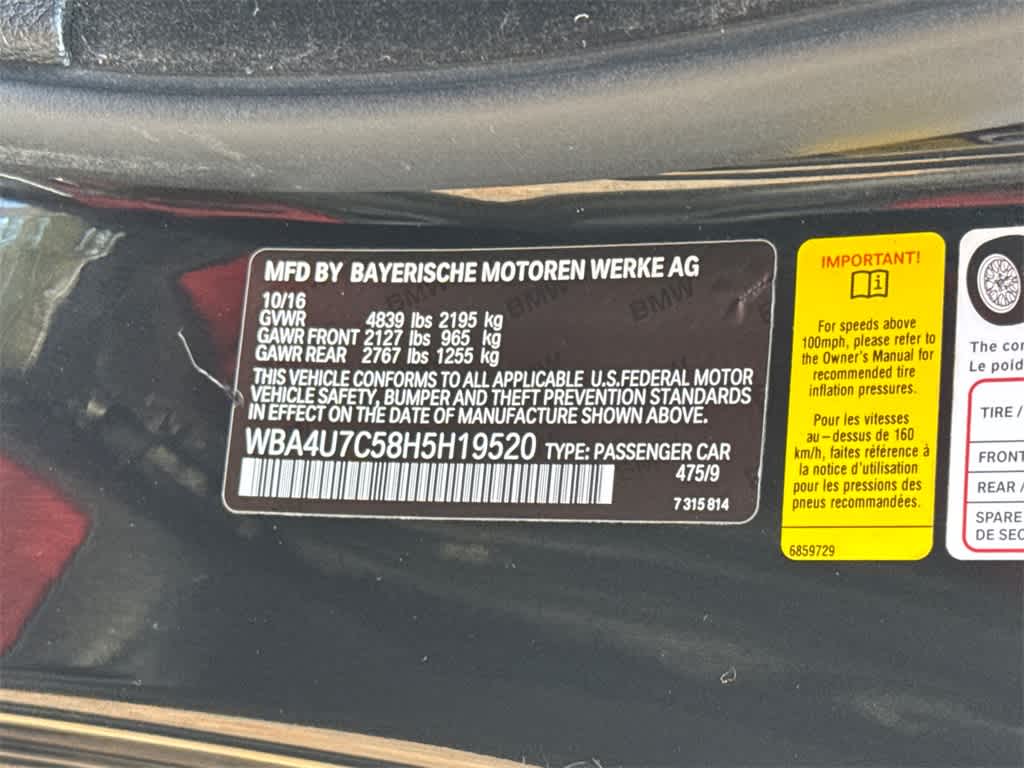 MFD BY BAYERISCHE MOTOREN WERKE AG
10/16
GVWR 4839 lbs 2195 kg
GAWR FRONT 2127 lbs 965 kg
GAWR REAR 2767 lbs 1255 kg
THIS VEHICLE CONFORMS TO ALL APPLICABLE U.S.FEDERAL MOTOR
VEHICLE SAFETY, BUMPER AND THEFT PREVENTION STANDARDS
IN EFFECT ON THE DATE OF MANUFACTURE SHOWN ABOVE.
WBA4U7C58H5H19520 TYPE: PASSENGER CAR
475/9
7 315 814
BMW BMW BMW
IMPORTANT!
For speeds above
100mph, please refer to
the Owner's Manual for
recommended tire
inflation pressures.
Pour les vitesses
au-dessus de 160
km/h, faites référence à
la notice d'utilisation
pour les pressions des
pneus recommandées.
6859729
The
Le
TIRE /
FRONT
REAR /
SPARE
DE